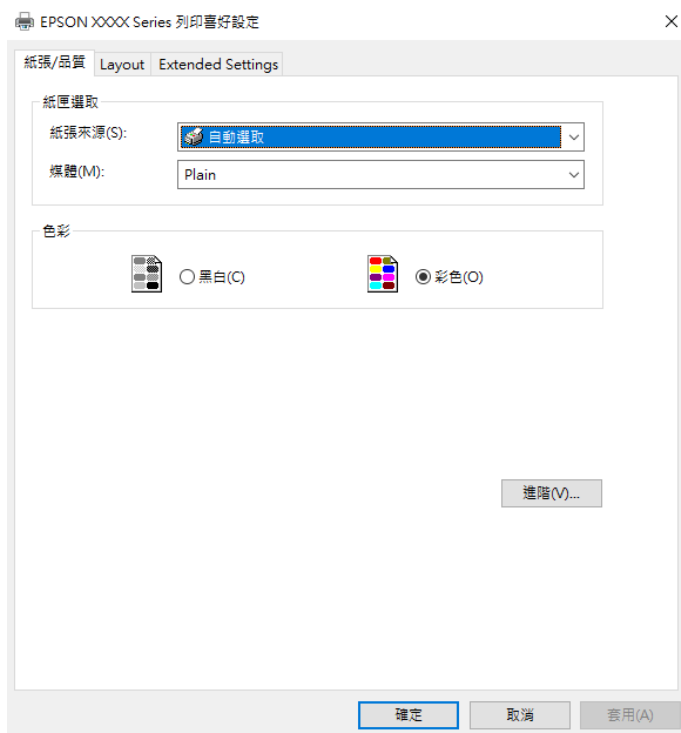 EPSON XXXX Series 列印喜好設定
紙張/品質 Layout Extended Settings
紙匣選取
紙張來源(S): 自動選取
媒體(M): Plain
色彩
黑白(C) 彩色(O)
進階(V)...
確定 取消 套用(A)